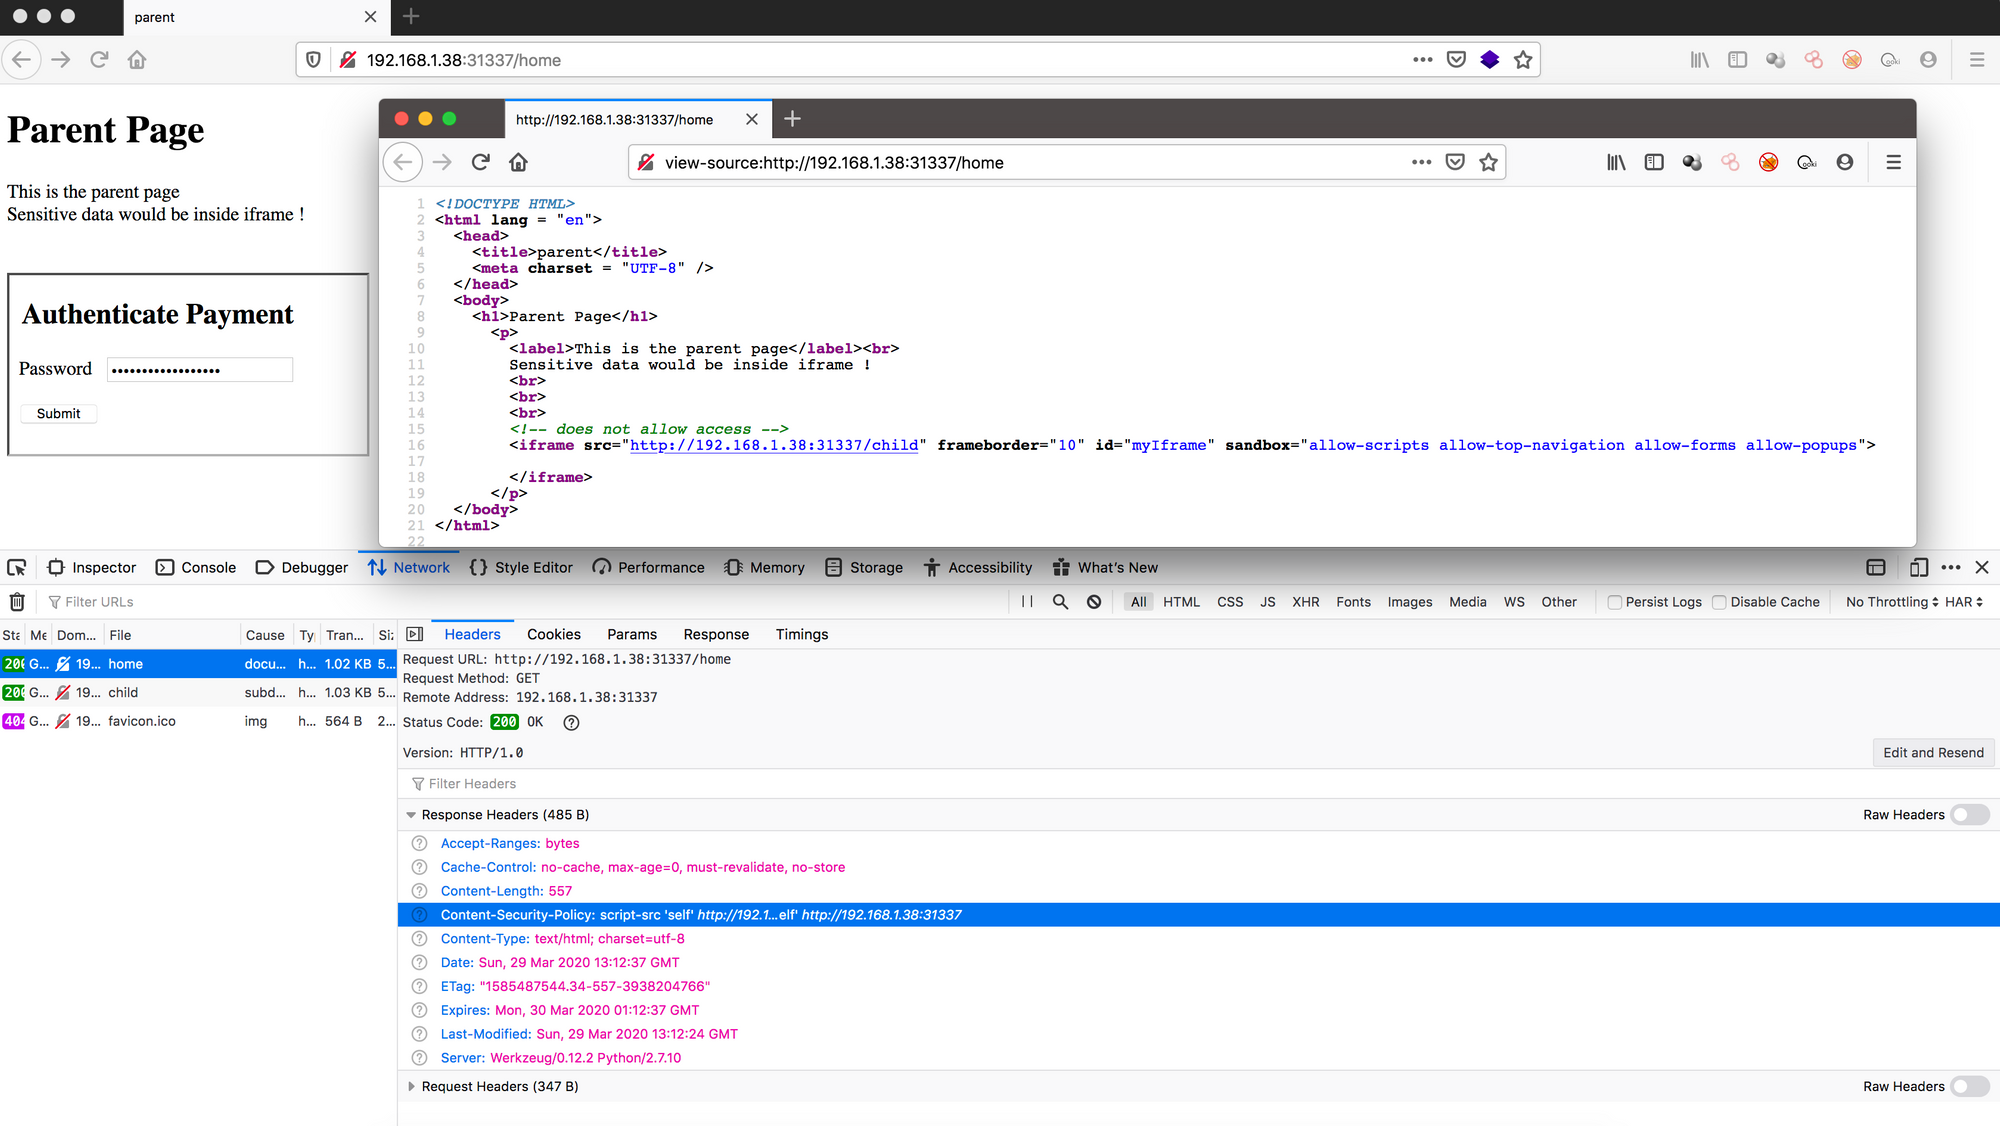 parent
192.168.1.38:31337/home
Parent Page
This is the parent page
Sensitive data would be inside iframe !
Authenticate Payment
Password ••••••••••••••••••
Submit
http://192.168.1.38:31337/home
view-source:http://192.168.1.38:31337/home
1 <!DOCTYPE HTML>
2 <html lang = "en">
3 <head>
4 <title>parent</title>
5 <meta charset = "UTF-8" />
6 </head>
7 <body>
8 <h1>Parent Page</h1>
9 <p>
10 <label>This is the parent page</label><br>
11 Sensitive data would be inside iframe !
12 <br>
13 <br>
14 <br>
15 <!-- does not allow access -->
16 <iframe src="http://192.168.1.38:31337/child" frameborder="10" id="myIframe" sandbox="allow-scripts allow-top-navigation allow-forms allow-popups">
17
18 </iframe>
19 </p>
20 </body>
21 </html>
22
Inspector Console Debugger Network Style Editor Performance Memory Storage Accessibility What's New
Filter URLs All HTML CSS JS XHR Fonts Images Media WS Other Persist Logs Disable Cache No Throttling HAR
Dom... File Cause Tran...
G... 19... home docu... h... 1.02 KB 5...
G... 19... child subd... h... 1.03 KB 5...
404 G... 19... favicon.ico img h... 564 B 2...
Headers Cookies Params Response Timings
Request URL: http://192.168.1.38:31337/home
Request Method: GET
Remote Address: 192.168.1.38:31337
Status Code: 200 OK
Version: HTTP/1.0 Edit and Resend
Filter Headers
Response Headers (485 B) Raw Headers
Accept-Ranges: bytes
Cache-Control: no-cache, max-age=0, must-revalidate, no-store
Content-Length: 557
Content-Security-Policy: script-src 'self' http://192.1...elf' http://192.168.1.38:31337
Content-Type: text/html; charset=utf-8
Date: Sun, 29 Mar 2020 13:12:37 GMT
ETag: "1585487544.34-557-3938204766"
Expires: Mon, 30 Mar 2020 01:12:37 GMT
Last-Modified: Sun, 29 Mar 2020 13:12:24 GMT
Server: Werkzeug/0.12.2 Python/2.7.10
Request Headers (347 B) Raw Headers